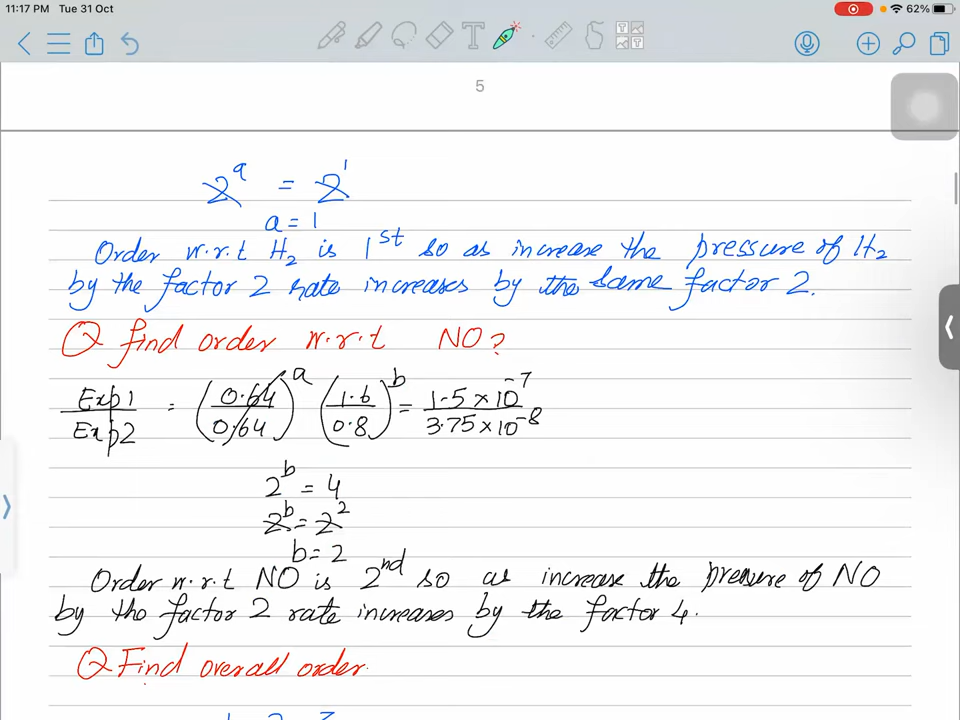 11:17 PM Tue 31 Oct
62%
5
2^a = 2^1
a = 1
Order w.r.t H₂ is 1st so as increase the pressure of H₂
by the factor 2 rate increases by the same factor 2.
Q find order w.r.t NO?
Exp1/Exp2 = (0.64/0.64)^a (1.6/0.8)^b = 1.5×10^-7/3.75×10^-8
2^b = 4
2^b = 2^2
b = 2
Order w.r.t NO is 2nd so as increase the pressure of NO
by the factor 2 rate increases by the factor 4.
Q Find overall order.